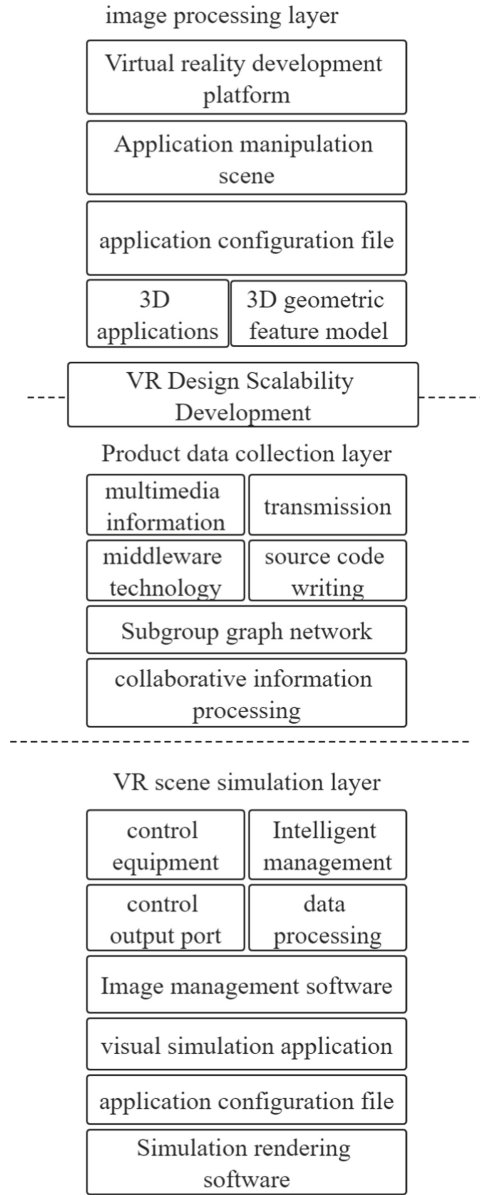 image processing layer
Virtual reality development
platform
Application manipulation
scene
application configuration file
3D
applications
3D geometric
feature model
VR Design Scalability
Development
Product data collection layer
multimedia
information
transmission
middleware
technology
source code
writing
Subgroup graph network
collaborative information
processing
VR scene simulation layer
control
equipment
Intelligent
management
control
output port
data
processing
Image management software
visual simulation application
application configuration file
Simulation rendering
software